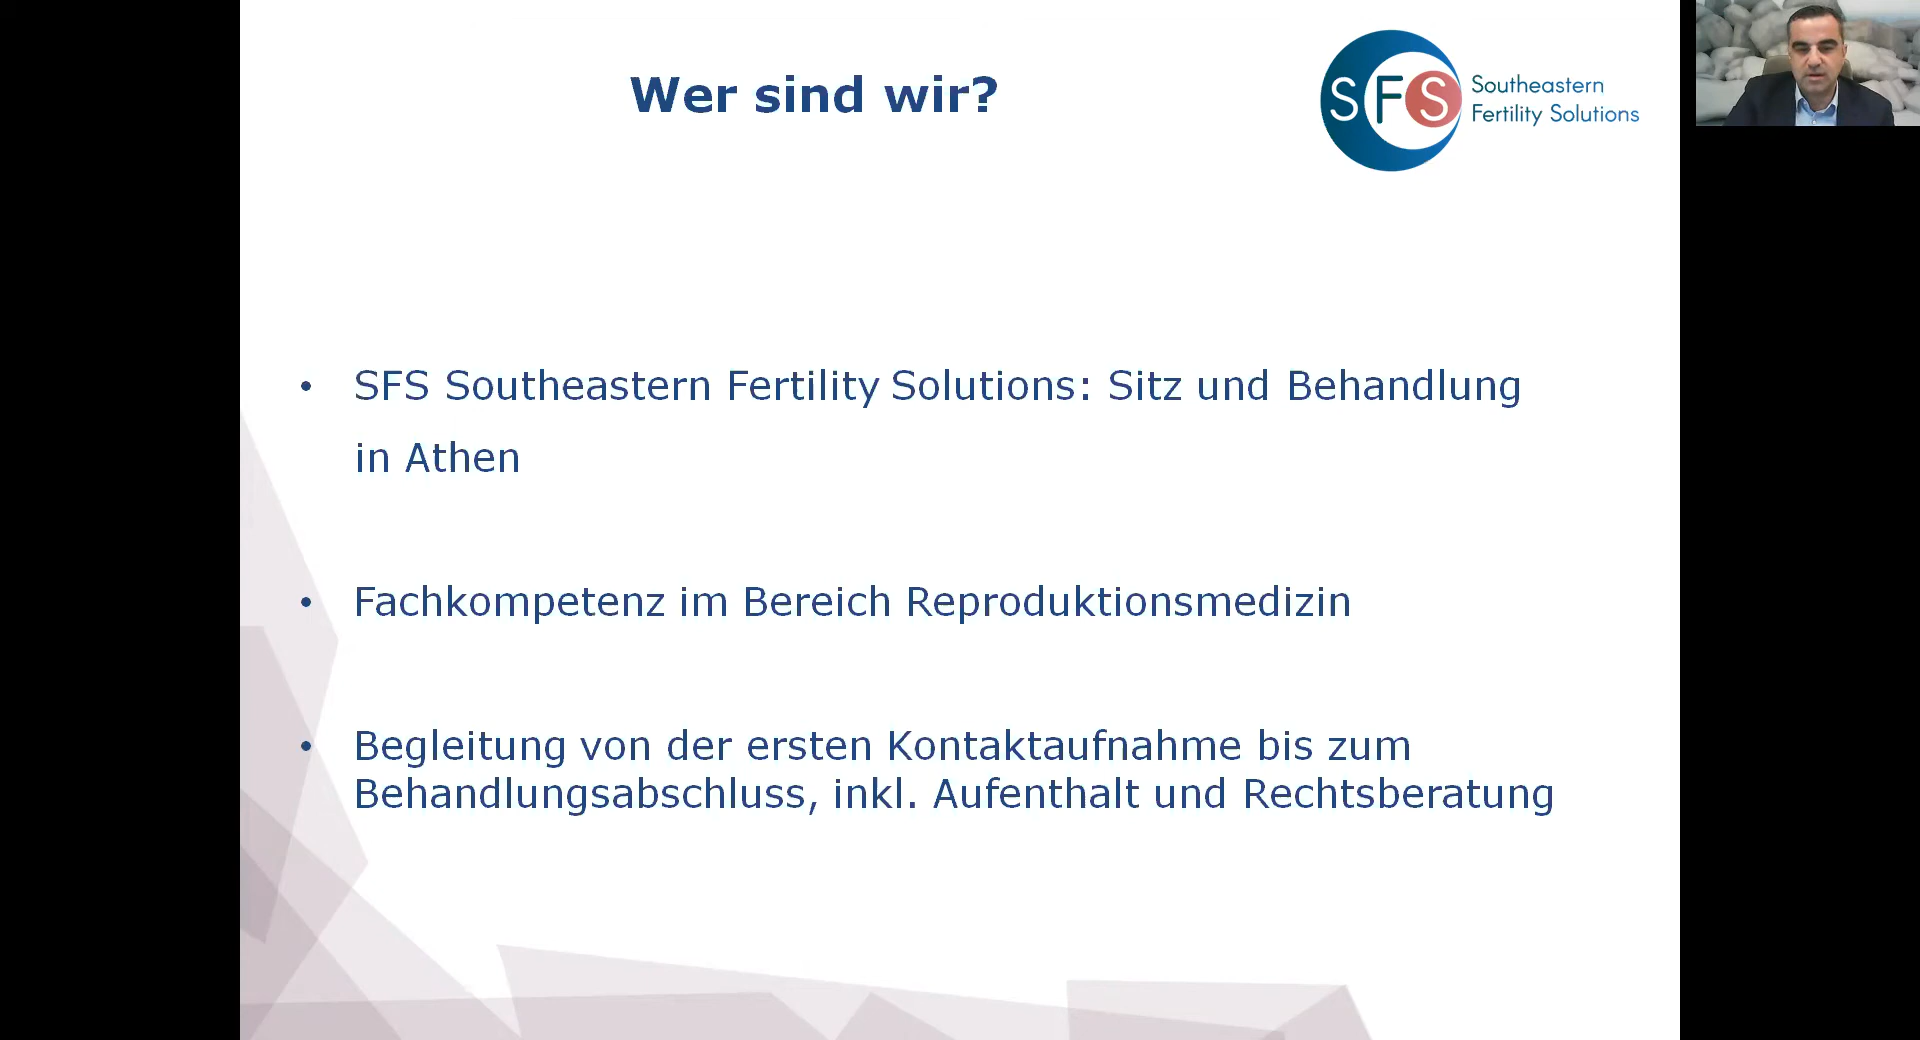 Wer sind wir?
SFS
Southeastern
Fertility Solutions
• SFS Southeastern Fertility Solutions: Sitz und Behandlung
in Athen
• Fachkompetenz im Bereich Reproduktionsmedizin
• Begleitung von der ersten Kontaktaufnahme bis zum
Behandlungsabschluss, inkl. Aufenthalt und Rechtsberatung